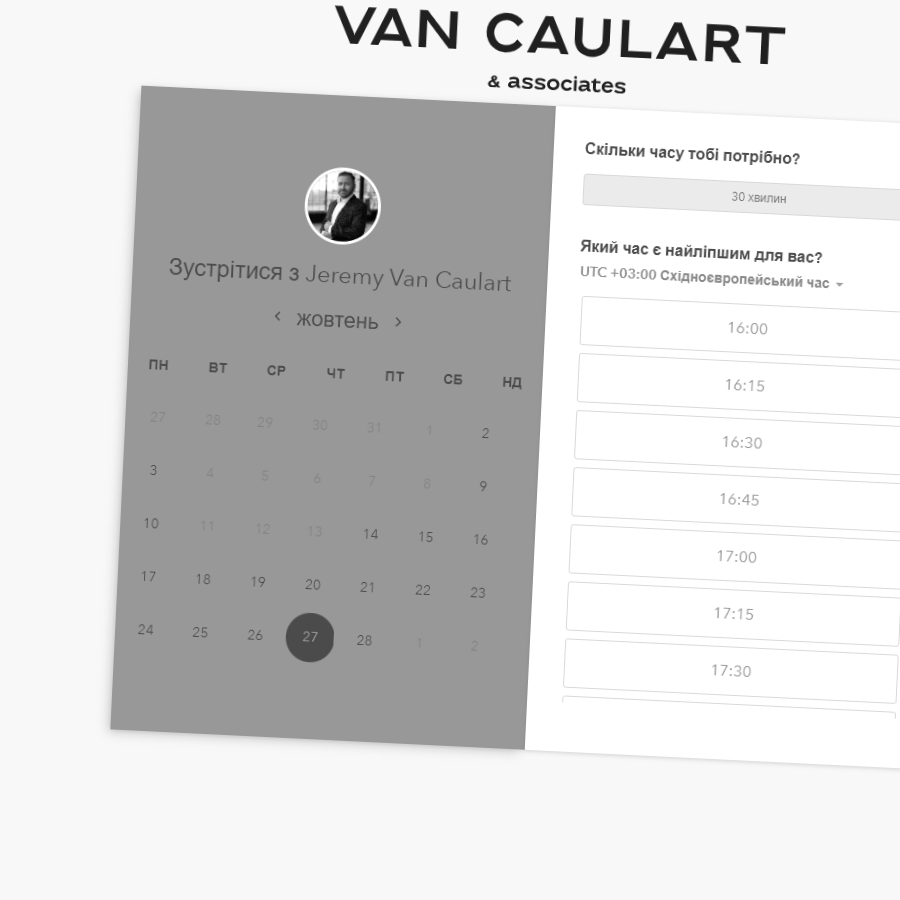 VAN CAULART
& associates
Зустрітися з Jeremy Van Caulart
‹ жовтень ›
ПН ВТ СР ЧТ ПТ СБ НД
27 28 29 30 31 1 2
3 4 5 6 7 8 9
10 11 12 13 14 15 16
17 18 19 20 21 22 23
24 25 26 27 28 1 2
Скільки часу тобі потрібно?
30 хвилин
Який час є найліпшим для вас?
UTC +03:00 Східноєвропейський час
16:00
16:15
16:30
16:45
17:00
17:15
17:30